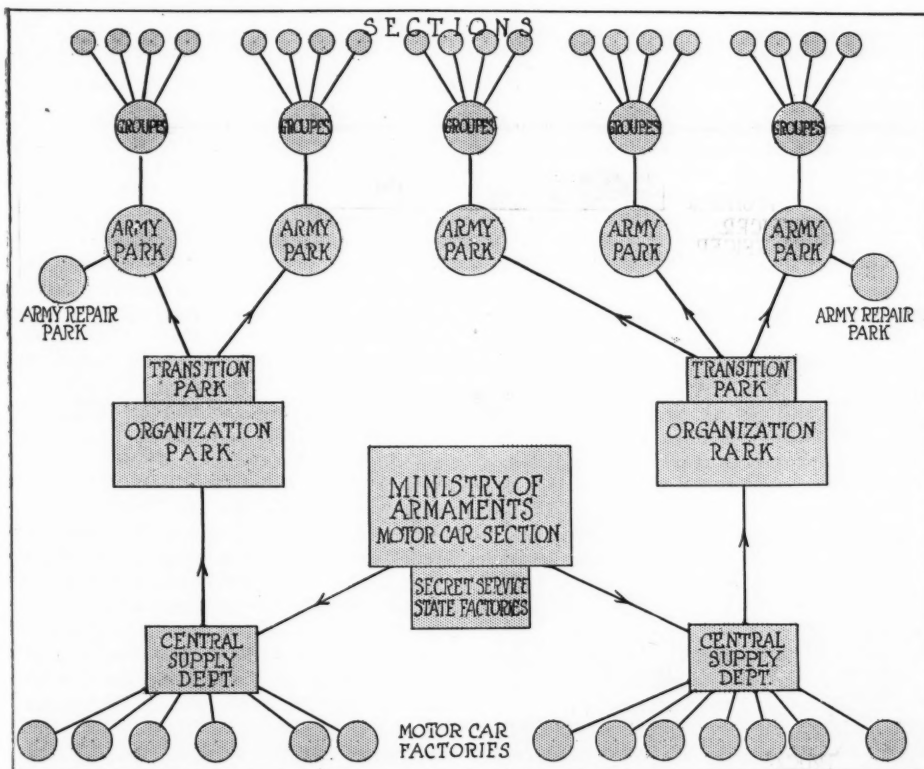 SECTIONS
GROUPES GROUPES GROUPES GROUPES GROUPES
ARMY PARK
ARMY PARK
ARMY PARK
ARMY PARK
ARMY PARK
ARMY REPAIR
PARK
ARMY REPAIR
PARK
TRANSITION
PARK
ORGANIZATION
PARK
TRANSITION
PARK
ORGANIZATION
RARK
MINISTRY OF
ARMAMENTS
MOTOR CAR SECTION
SECRET SERVICE
STATE FACTORIES
CENTRAL
SUPPLY
DEPT.
CENTRAL
SUPPLY
DEPT.
MOTOR CAR
FACTORIES